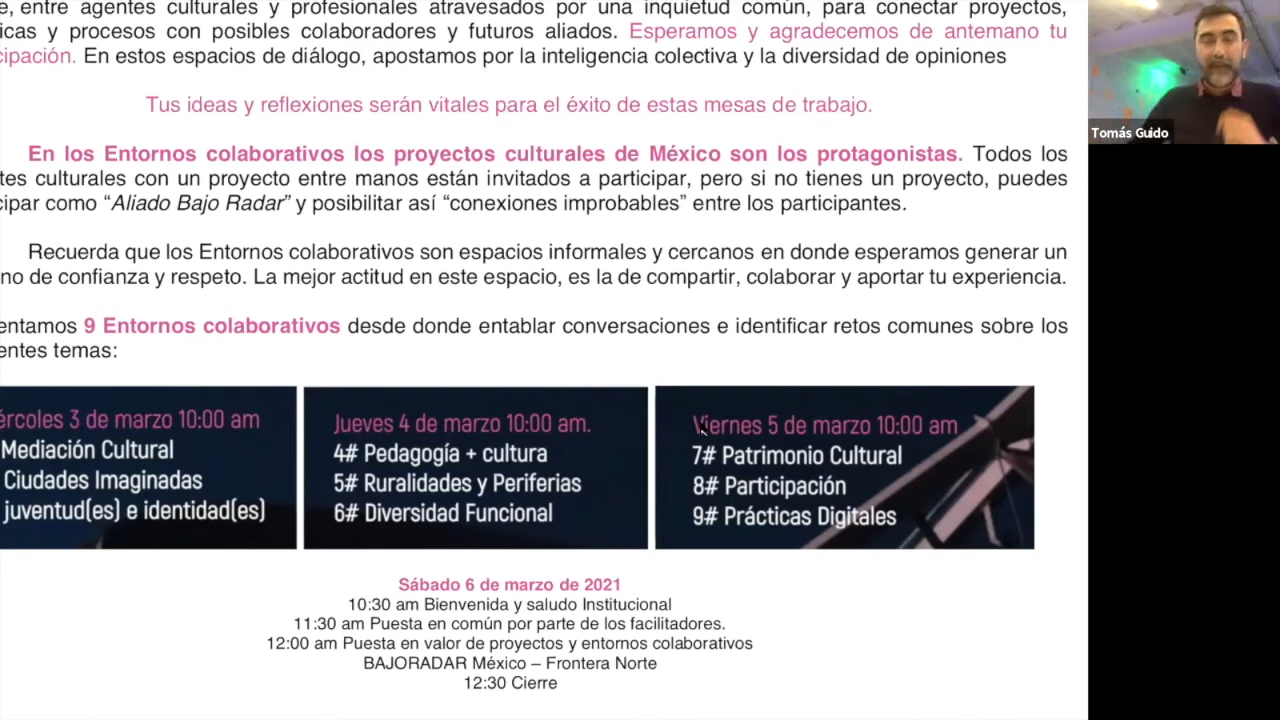 e, entre agentes culturales y profesionales atravesados por una inquietud común, para conectar proyectos,
icas y procesos con posibles colaboradores y futuros aliados. Esperamos y agradecemos de antemano tu
cipación. En estos espacios de diálogo, apostamos por la inteligencia colectiva y la diversidad de opiniones
Tus ideas y reflexiones serán vitales para el éxito de estas mesas de trabajo.
En los Entornos colaborativos los proyectos culturales de México son los protagonistas. Todos los
tes culturales con un proyecto entre manos están invitados a participar, pero si no tienes un proyecto, puedes
cipar como “Aliado Bajo Radar” y posibilitar así “conexiones improbables” entre los participantes.
Recuerda que los Entornos colaborativos son espacios informales y cercanos en donde esperamos generar un
no de confianza y respeto. La mejor actitud en este espacio, es la de compartir, colaborar y aportar tu experiencia.
entamos 9 Entornos colaborativos desde donde entablar conversaciones e identificar retos comunes sobre los
entes temas:
ércoles 3 de marzo 10:00 am
Mediación Cultural
Ciudades Imaginadas
juventud(es) e identidad(es)
Jueves 4 de marzo 10:00 am.
4# Pedagogía + cultura
5# Ruralidades y Periferias
6# Diversidad Funcional
Viernes 5 de marzo 10:00 am
7# Patrimonio Cultural
8# Participación
9# Prácticas Digitales
Sábado 6 de marzo de 2021
10:30 am Bienvenida y saludo Institucional
11:30 am Puesta en común por parte de los facilitadores.
12:00 am Puesta en valor de proyectos y entornos colaborativos
BAJORADAR México – Frontera Norte
12:30 Cierre
Tomás Guido